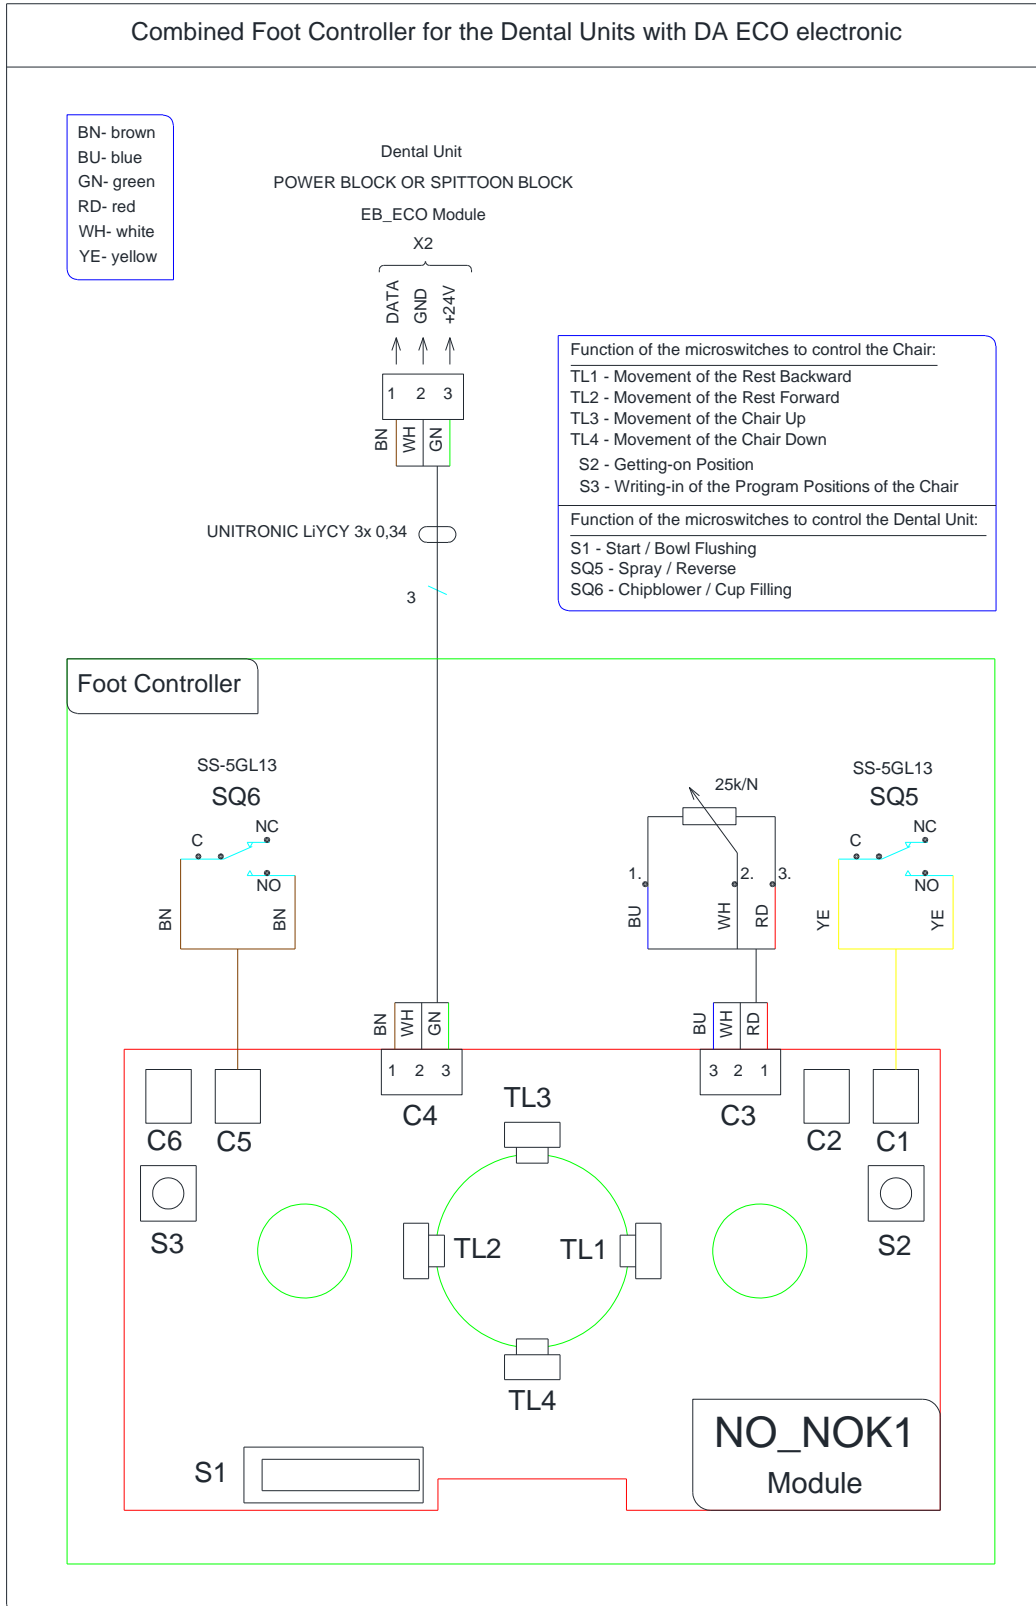 Combined Foot Controller for the Dental Units with DA ECO electronic
BN- brown
BU- blue
GN- green
RD- red
WH- white
YE- yellow
Dental Unit
POWER BLOCK OR SPITTOON BLOCK
EB_ECO Module
X2
DATA
GND
+24V
1 2 3
BN
WH
GN
Function of the microswitches to control the Chair:
TL1 - Movement of the Rest Backward
TL2 - Movement of the Rest Forward
TL3 - Movement of the Chair Up
TL4 - Movement of the Chair Down
S2 - Getting-on Position
S3 - Writing-in of the Program Positions of the Chair
Function of the microswitches to control the Dental Unit:
S1 - Start / Bowl Flushing
SQ5 - Spray / Reverse
SQ6 - Chipblower / Cup Filling
UNITRONIC LiYCY 3x 0,34
3
Foot Controller
SS-5GL13
SQ6
C
NC
NO
BN
BN
25k/N
1.
2.
3.
BU
WH
RD
SS-5GL13
SQ5
C
NC
NO
YE
YE
BN
WH
GN
1 2 3
C4
BU
WH
RD
3 2 1
C3
C6
C5
C2
C1
S3
S2
TL3
TL2
TL1
TL4
S1
NO_NOK1
Module